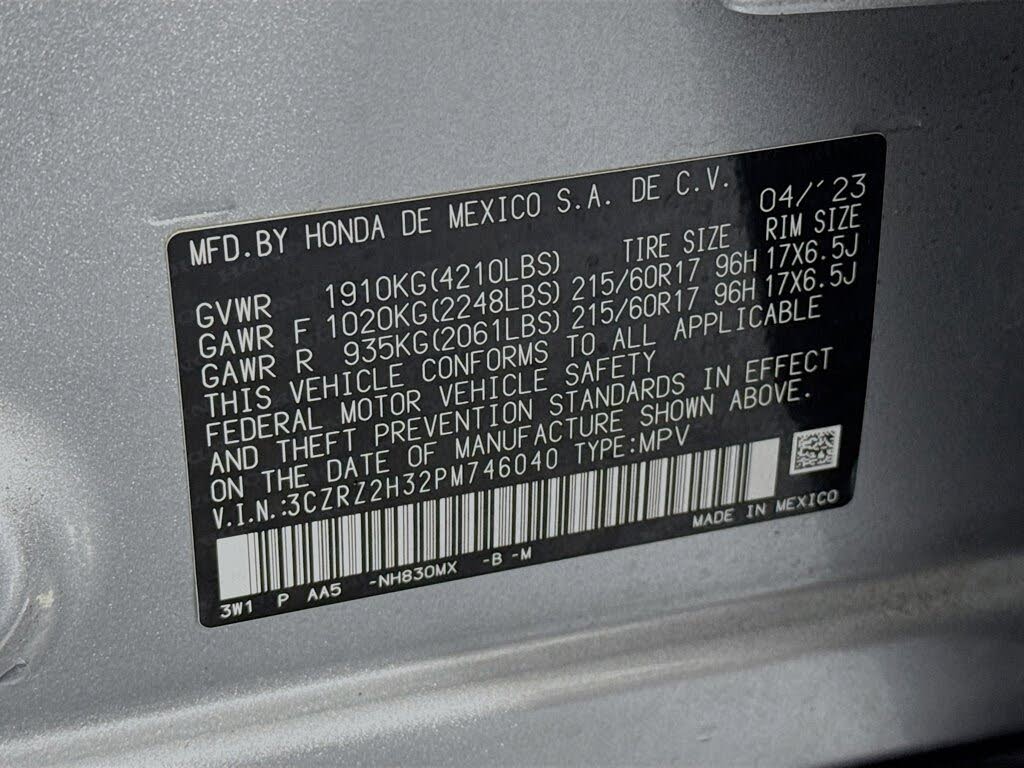 MFD.BY HONDA DE MEXICO S.A. DE C.V. 04/'23
TIRE SIZE RIM SIZE
GVWR 1910KG(4210LBS)
GAWR F 1020KG(2248LBS) 215/60R17 96H 17X6.5J
GAWR R 935KG(2061LBS) 215/60R17 96H 17X6.5J
THIS VEHICLE CONFORMS TO ALL APPLICABLE
FEDERAL MOTOR VEHICLE SAFETY
AND THEFT PREVENTION STANDARDS IN EFFECT
ON THE DATE OF MANUFACTURE SHOWN ABOVE.
V.I.N.:3CZRZ2H32PM746040 TYPE:MPV
MADE IN MEXICO
3W1 P AA5 -NH830MX -B -M